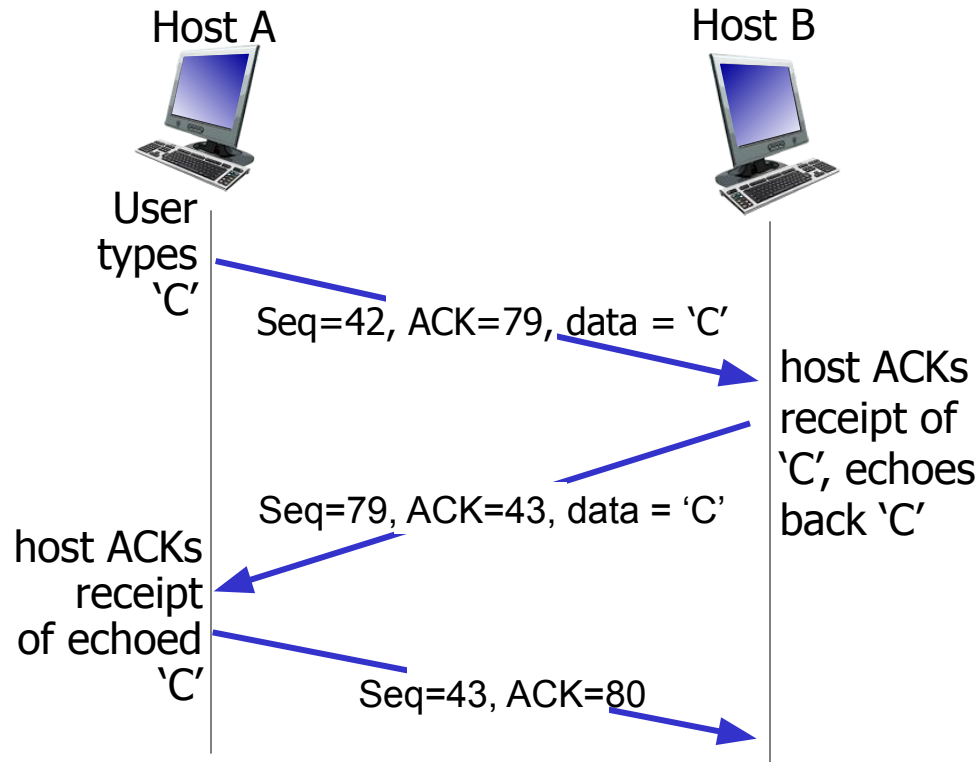 Host A
Host B
User
types
‘C’
Seq=42, ACK=79, data = ‘C’
host ACKs
receipt of
‘C’, echoes
back ‘C’
Seq=79, ACK=43, data = ‘C’
host ACKs
receipt
of echoed
‘C’
Seq=43, ACK=80